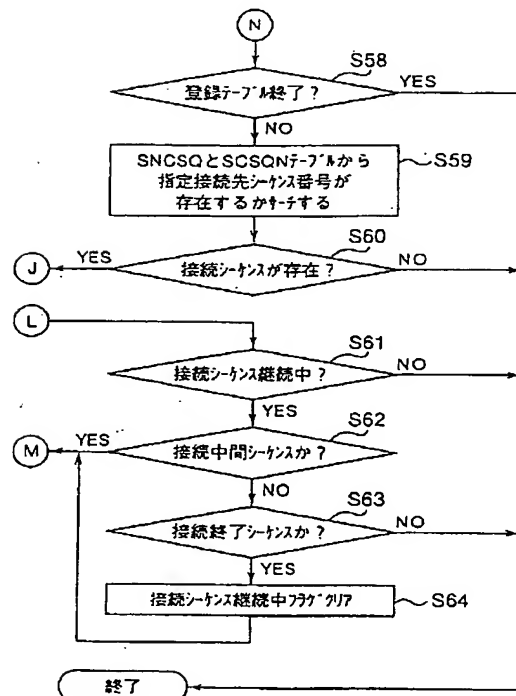 N
S58
登録テーブル終了？
YES
NO
SNCSQとSCSQNテーブルから
指定接続先シーケンス番号が
存在するかサーチする
S59
S60
J
YES
接続シーケンスが存在？
NO
L
S61
接続シーケンス継続中？
NO
YES
S62
M
YES
接続中間シーケンスか？
NO
S63
接続終了シーケンスか？
NO
YES
接続シーケンス継続中フラグクリア
S64
終了